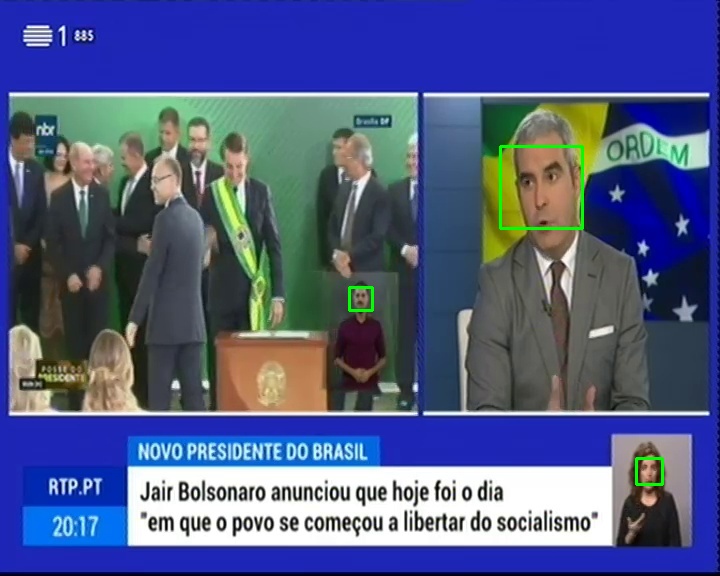 1 885
nbr
Brasília DF
ORDEM
POSSE DO
PRESIDENTE
NOVO PRESIDENTE DO BRASIL
RTP.PT
Jair Bolsonaro anunciou que hoje foi o dia
20:17
"em que o povo se começou a libertar do socialismo"